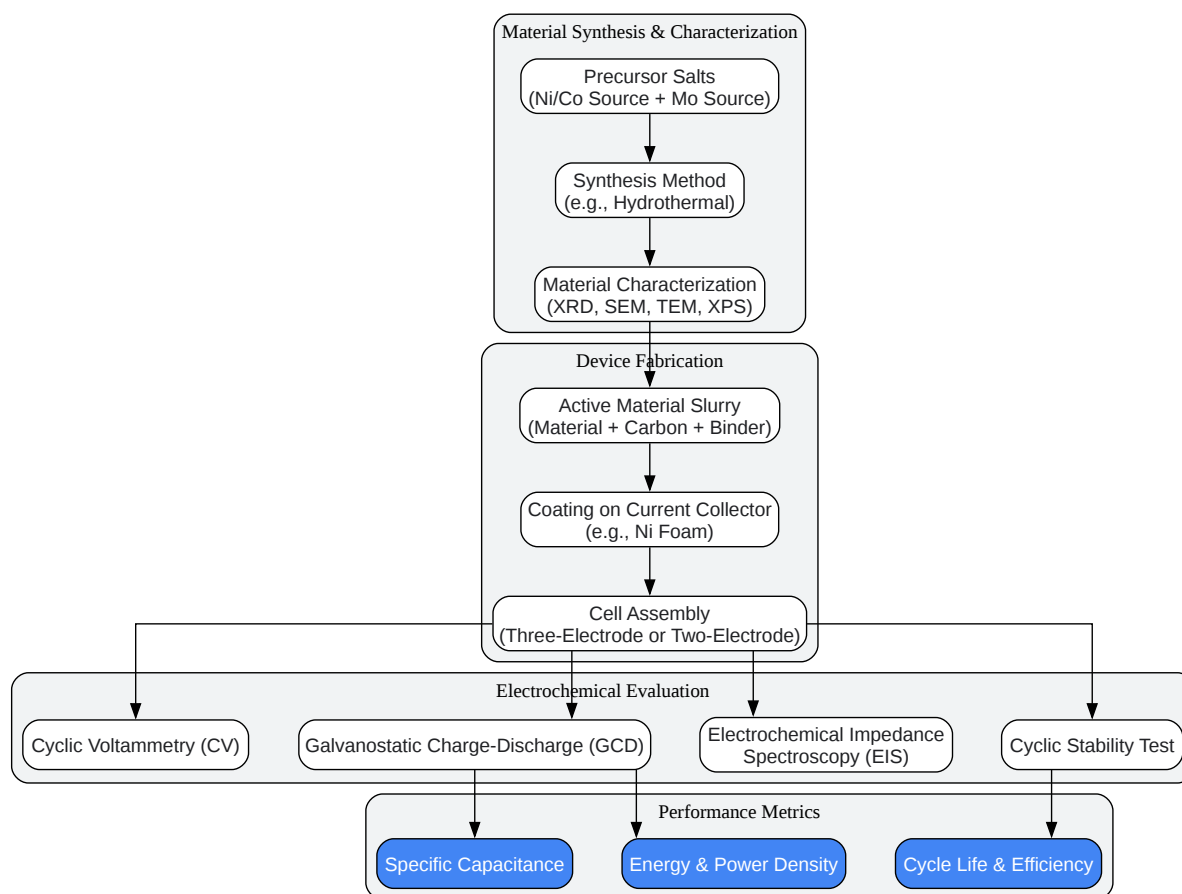 Material Synthesis & Characterization
Precursor Salts
(Ni/Co Source + Mo Source)
Synthesis Method
(e.g., Hydrothermal)
Material Characterization
(XRD, SEM, TEM, XPS)
Device Fabrication
Active Material Slurry
(Material + Carbon + Binder)
Coating on Current Collector
(e.g., Ni Foam)
Cell Assembly
(Three-Electrode or Two-Electrode)
Electrochemical Evaluation
Cyclic Voltammetry (CV)
Galvanostatic Charge-Discharge (GCD)
Electrochemical Impedance
Spectroscopy (EIS)
Cyclic Stability Test
Performance Metrics
Specific Capacitance
Energy & Power Density
Cycle Life & Efficiency